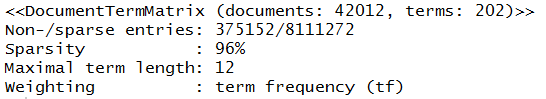 <<DocumentTermMatrix (documents: 42012, terms: 202)>>
Non-/sparse entries: 375152/8111272
Sparsity           : 96%
Maximal term length: 12
Weighting          : term frequency (tf)